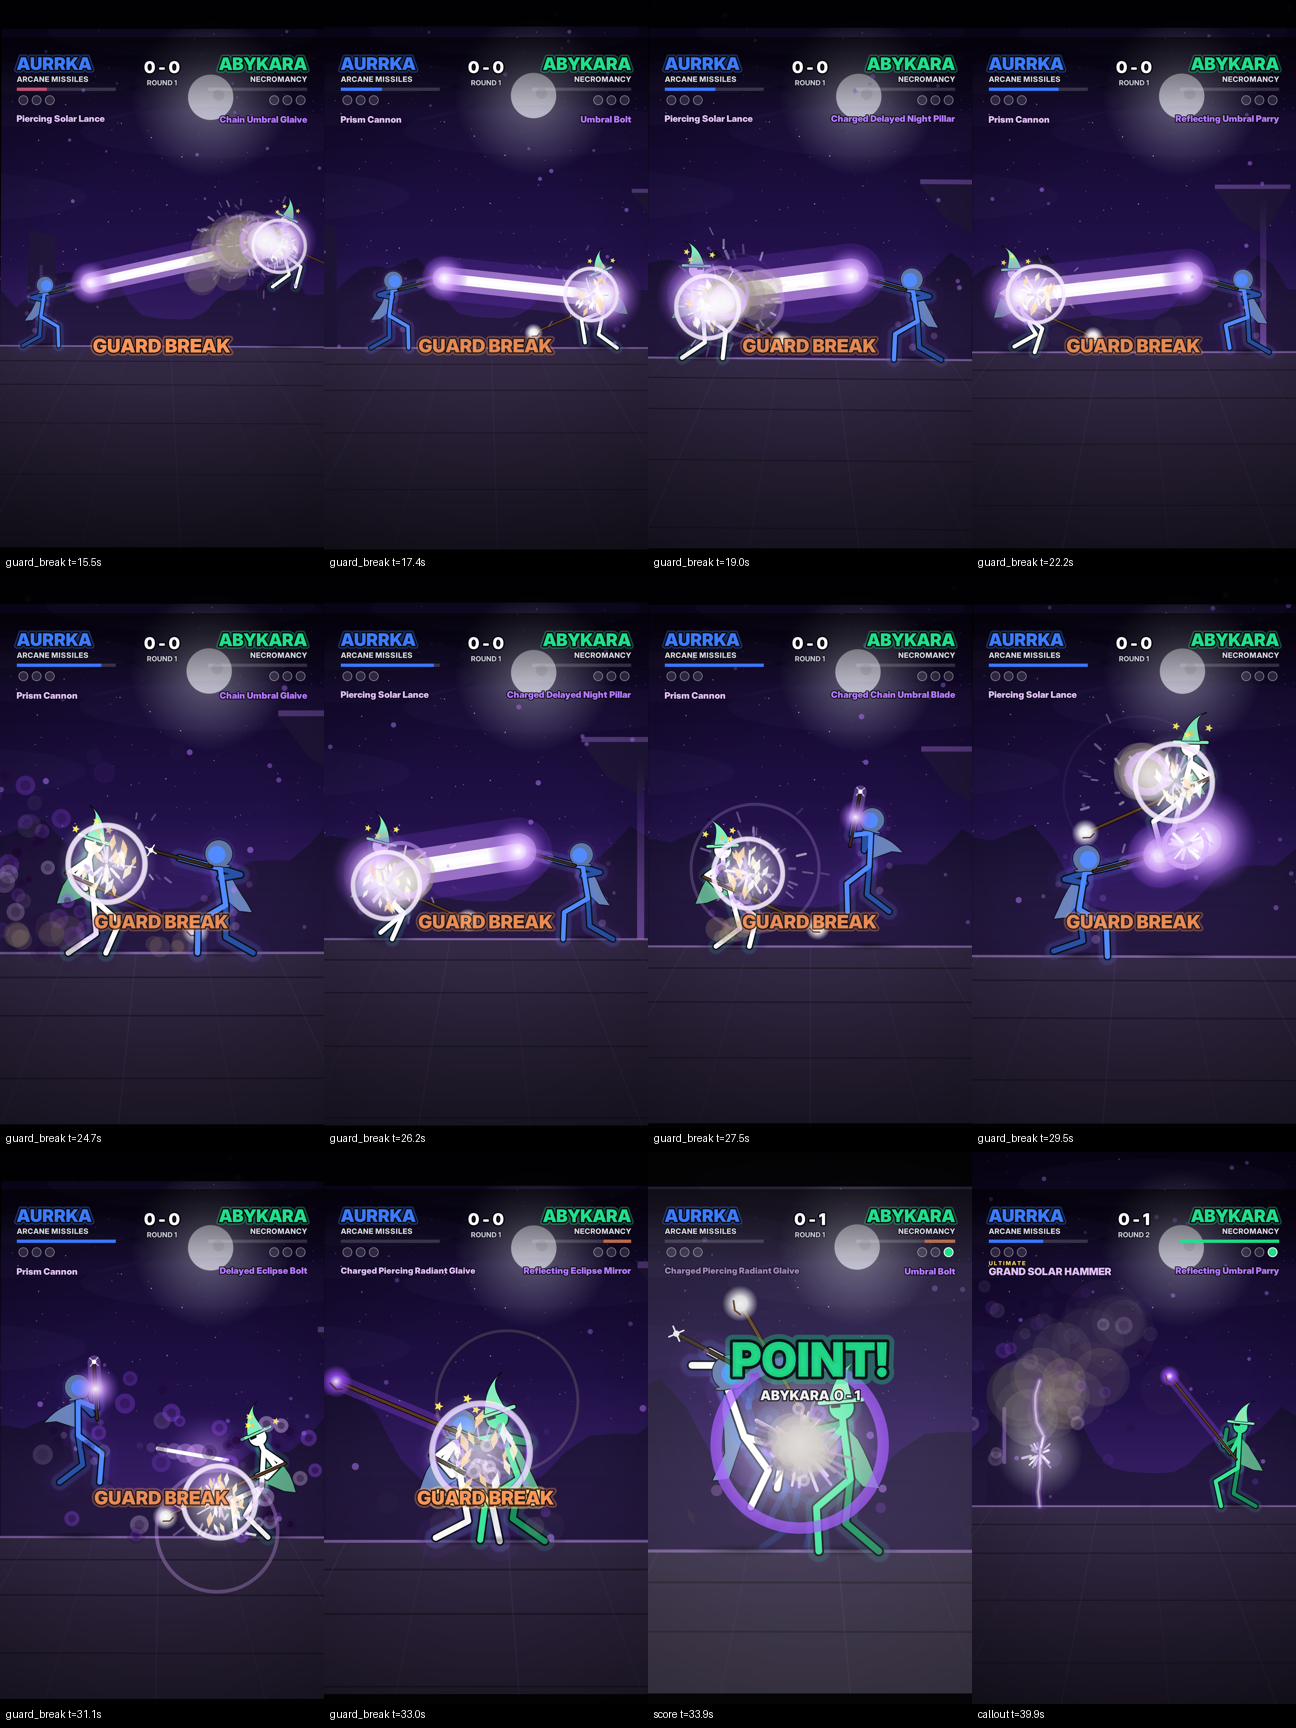 AURRKA
ARCANE MISSILES
0 - 0
ROUND 1
ABYKARA
NECROMANCY
Piercing Solar Lance
Chain Umbral Glaive
GUARD BREAK
guard_break t=15.5s
AURRKA
ARCANE MISSILES
0 - 0
ROUND 1
ABYKARA
NECROMANCY
Prism Cannon
Umbral Bolt
GUARD BREAK
guard_break t=17.4s
AURRKA
ARCANE MISSILES
0 - 0
ROUND 1
ABYKARA
NECROMANCY
Piercing Solar Lance
Charged Delayed Night Pillar
GUARD BREAK
guard_break t=19.0s
AURRKA
ARCANE MISSILES
0 - 0
ROUND 1
ABYKARA
NECROMANCY
Prism Cannon
Reflecting Umbral Parry
GUARD BREAK
guard_break t=22.2s
AURRKA
ARCANE MISSILES
0 - 0
ROUND 1
ABYKARA
NECROMANCY
Prism Cannon
Chain Umbral Glaive
GUARD BREAK
guard_break t=24.7s
AURRKA
ARCANE MISSILES
0 - 0
ROUND 1
ABYKARA
NECROMANCY
Piercing Solar Lance
Charged Delayed Night Pillar
GUARD BREAK
guard_break t=26.2s
AURRKA
ARCANE MISSILES
0 - 0
ROUND 1
ABYKARA
NECROMANCY
Prism Cannon
Charged Chain Umbral Blade
GUARD BREAK
guard_break t=27.5s
AURRKA
ARCANE MISSILES
0 - 0
ROUND 1
ABYKARA
NECROMANCY
Piercing Solar Lance
GUARD BREAK
guard_break t=29.5s
AURRKA
ARCANE MISSILES
0 - 0
ROUND 1
ABYKARA
NECROMANCY
Prism Cannon
Delayed Eclipse Bolt
GUARD BREAK
guard_break t=31.1s
AURRKA
ARCANE MISSILES
0 - 0
ROUND 1
ABYKARA
NECROMANCY
Charged Piercing Radiant Glaive
Reflecting Eclipse Mirror
GUARD BREAK
guard_break t=33.0s
AURRKA
ARCANE MISSILES
0 - 1
ROUND 1
ABYKARA
NECROMANCY
Charged Piercing Radiant Glaive
Umbral Bolt
POINT!
ABYKARA 0-1
score t=33.9s
AURRKA
ARCANE MISSILES
0 - 1
ROUND 2
ABYKARA
NECROMANCY
ULTIMATE
GRAND SOLAR HAMMER
Reflecting Umbral Parry
callout t=39.9s